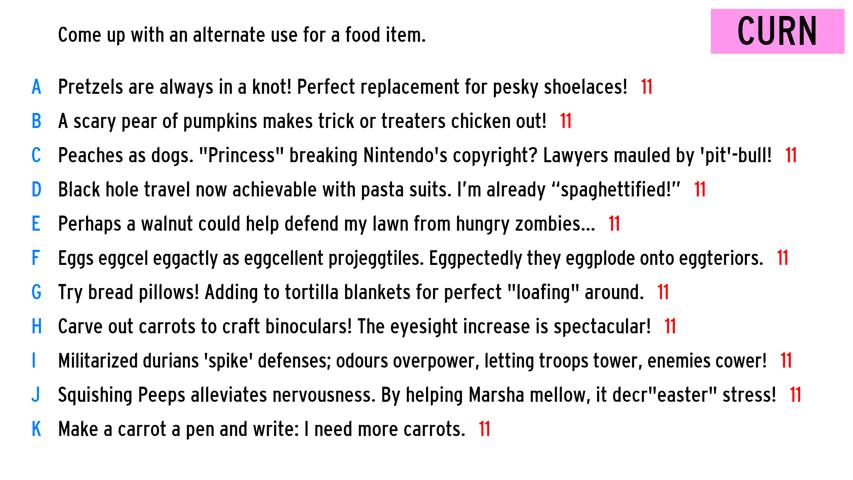 Come up with an alternate use for a food item.
CURN
A Pretzels are always in a knot! Perfect replacement for pesky shoelaces! 11
B A scary pear of pumpkins makes trick or treaters chicken out! 11
C Peaches as dogs. "Princess" breaking Nintendo's copyright? Lawyers mauled by 'pit'-bull! 11
D Black hole travel now achievable with pasta suits. I’m already “spaghettified!” 11
E Perhaps a walnut could help defend my lawn from hungry zombies... 11
F Eggs eggcel eggactly as eggcellent projeggtiles. Eggpectedly they eggplode onto eggteriors. 11
G Try bread pillows! Adding to tortilla blankets for perfect "loafing" around. 11
H Carve out carrots to craft binoculars! The eyesight increase is spectacular! 11
I Militarized durians 'spike' defenses; odours overpower, letting troops tower, enemies cower! 11
J Squishing Peeps alleviates nervousness. By helping Marsha mellow, it decr"easter" stress! 11
K Make a carrot a pen and write: I need more carrots. 11